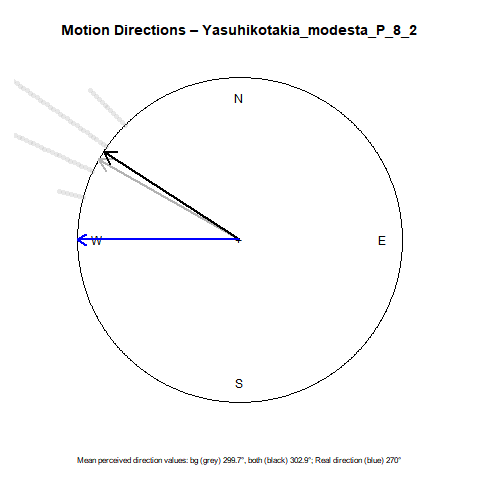 Motion Directions – Yasuhikotakia_modesta_P_8_2
N
W
E
S
Mean perceived direction values: bg (grey) 299.7°, both (black) 302.9°; Real direction (blue) 270°